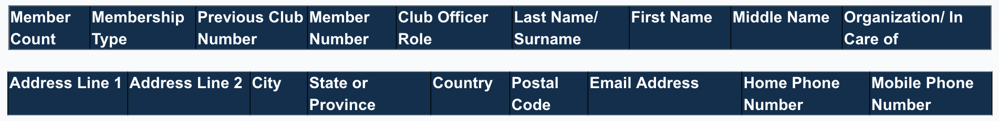 Member Count
Membership Type
Previous Club Number
Member Number
Club Officer Role
Last Name/ Surname
First Name
Middle Name
Organization/ In Care of
Address Line 1
Address Line 2
City
State or Province
Country
Postal Code
Email Address
Home Phone Number
Mobile Phone Number